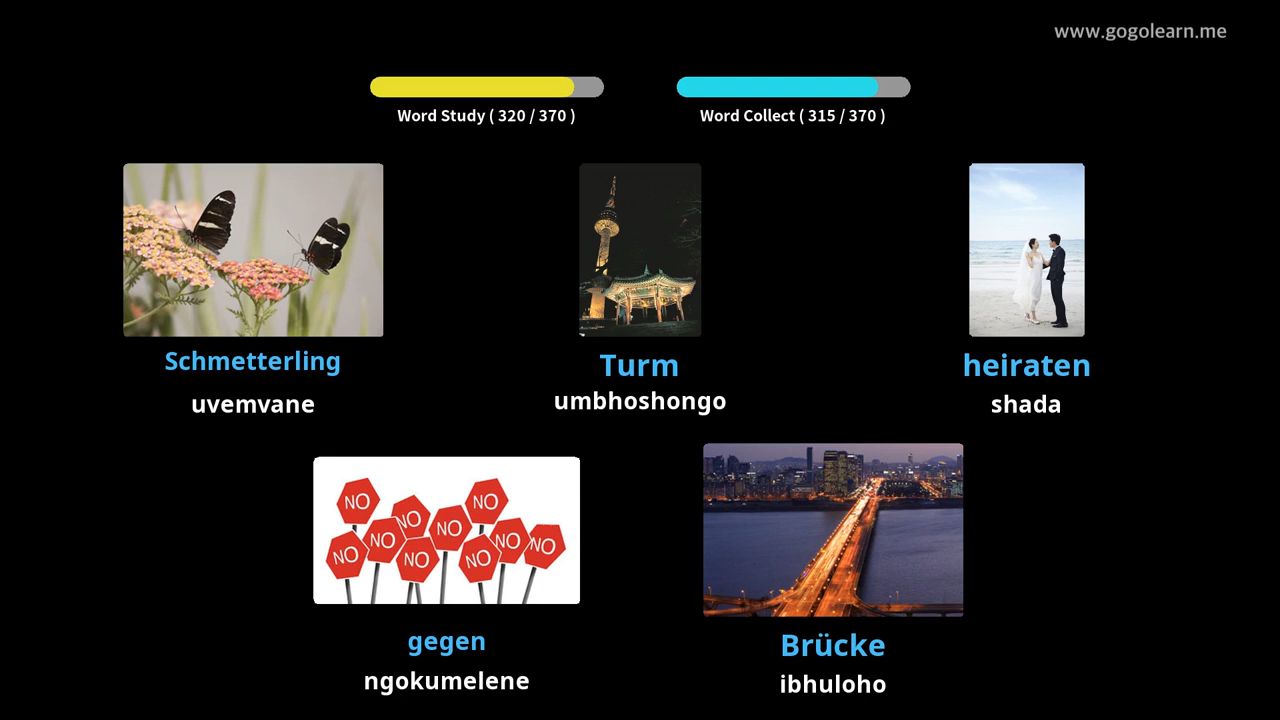 www.gogolearn.me
Word Study ( 320 / 370 )
Word Collect ( 315 / 370 )
Schmetterling
uvemvane
Turm
umbhoshongo
heiraten
shada
NO
NO
NO
NO
NO
NO
NO
NO
NO
NO
gegen
ngokumelene
Brücke
ibhuloho